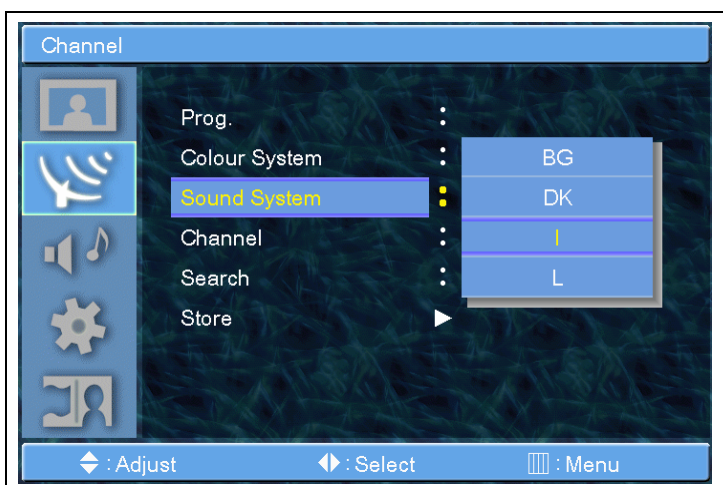 Channel
Prog. :
Colour System : BG
Sound System : DK
Channel : I
Search : L
Store
: Adjust : Select : Menu